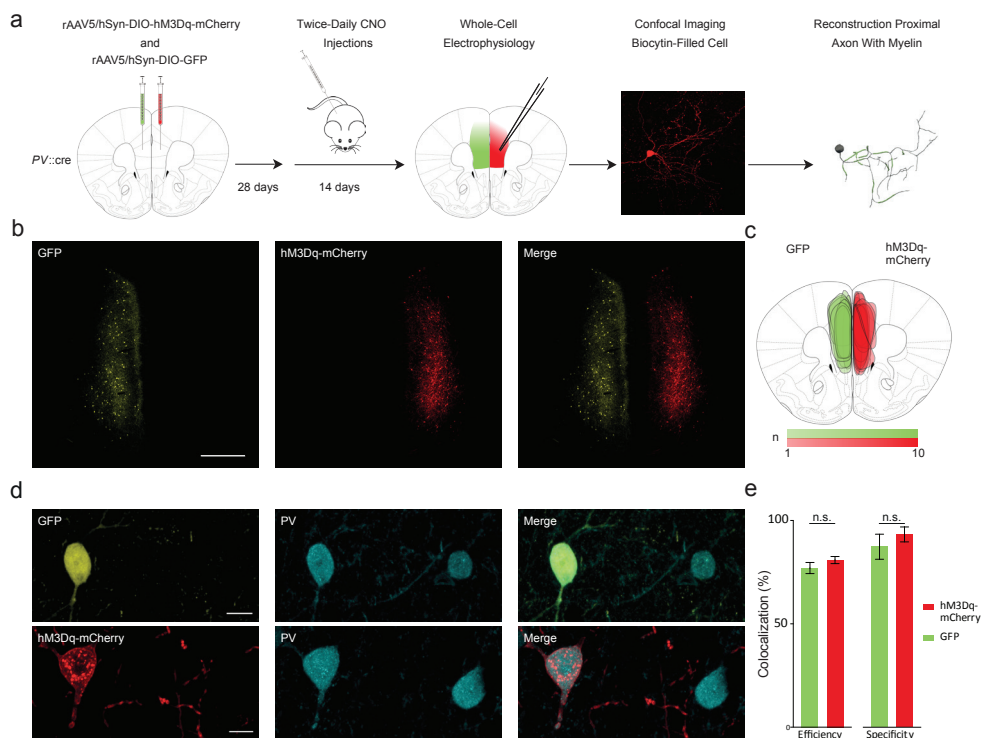 a
rAAV5/hSyn-DIO-hM3Dq-mCherry
and
rAAV5/hSyn-DIO-GFP
Twice-Daily CNO
Injections
Whole-Cell
Electrophysiology
Confocal Imaging
Biocytin-Filled Cell
Reconstruction Proximal
Axon With Myelin
PV::cre
28 days
14 days
b
GFP
hM3Dq-mCherry
Merge
c
GFP
hM3Dq-
mCherry
n
1
10
d
GFP
PV
Merge
hM3Dq-mCherry
PV
Merge
e
n.s.
n.s.
100
50
0
Colocalization (%)
Efficiency
Specificity
hM3Dq-
mCherry
GFP